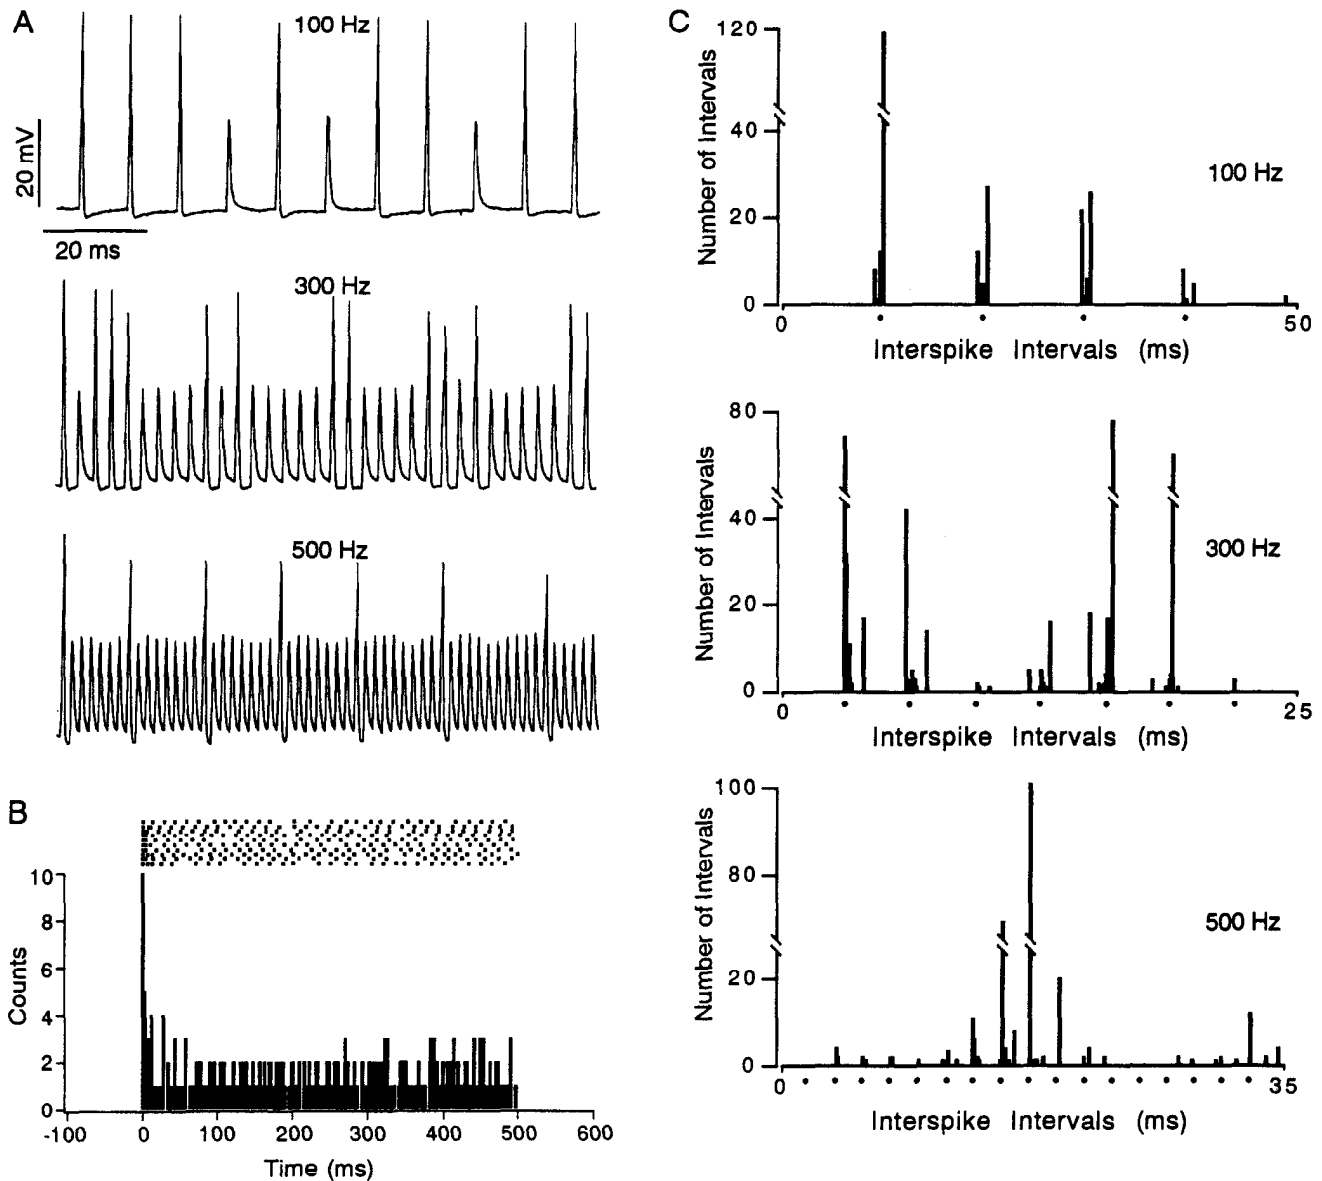 A
100 Hz
20 mV
20 ms
300 Hz
500 Hz
B
10
8
6
4
2
0
Counts
-100 0 100 200 300 400 500 600
Time (ms)
C
120
40
20
0
Number of Intervals
100 Hz
0 50
Interspike Intervals (ms)
80
40
20
0
Number of Intervals
300 Hz
0 25
Interspike Intervals (ms)
100
80
20
0
Number of Intervals
500 Hz
0 35
Interspike Intervals (ms)